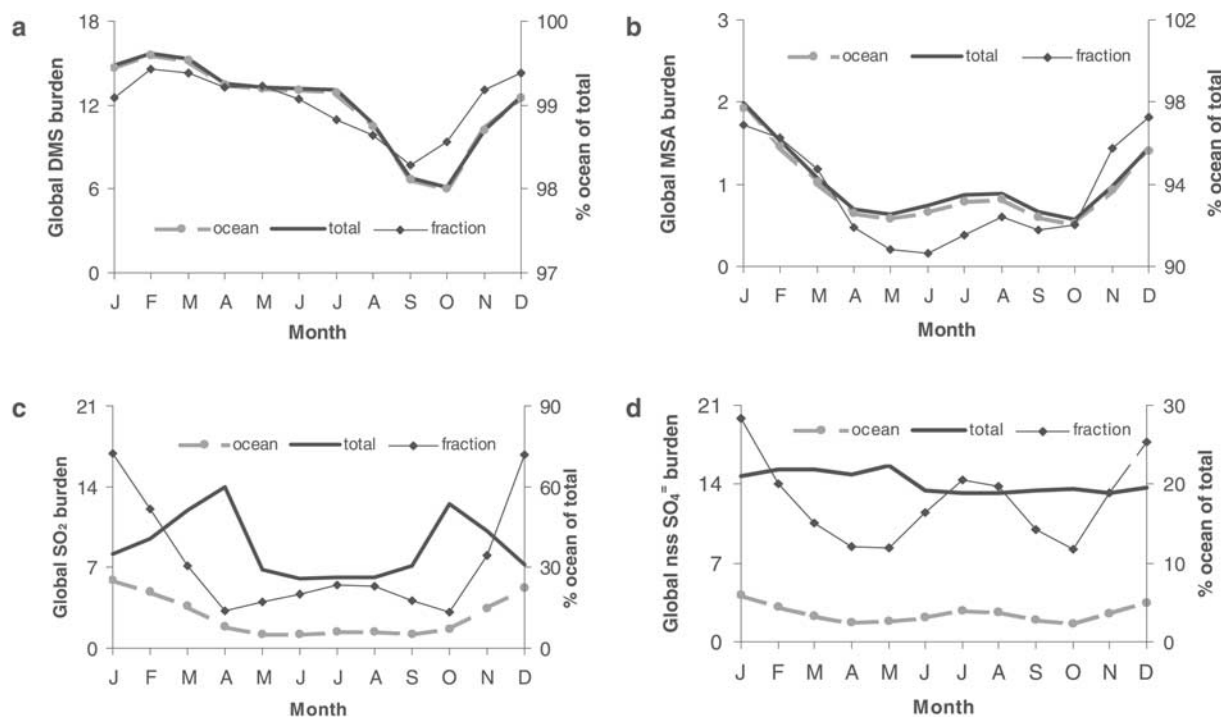 a
18
12
6
0
Global DMS burden
ocean total fraction
100
99
98
97
% ocean of total
J F M A M J J A S O N D
Month
b
3
2
1
0
Global MSA burden
ocean total fraction
102
98
94
90
% ocean of total
J F M A M J J A S O N D
Month
c
21
14
7
0
Global SO₂ burden
ocean total fraction
90
60
30
0
% ocean of total
J F M A M J J A S O N D
Month
d
21
14
7
0
Global nss SO₄⁼ burden
ocean total fraction
30
20
10
0
% ocean of total
J F M A M J J A S O N D
Month